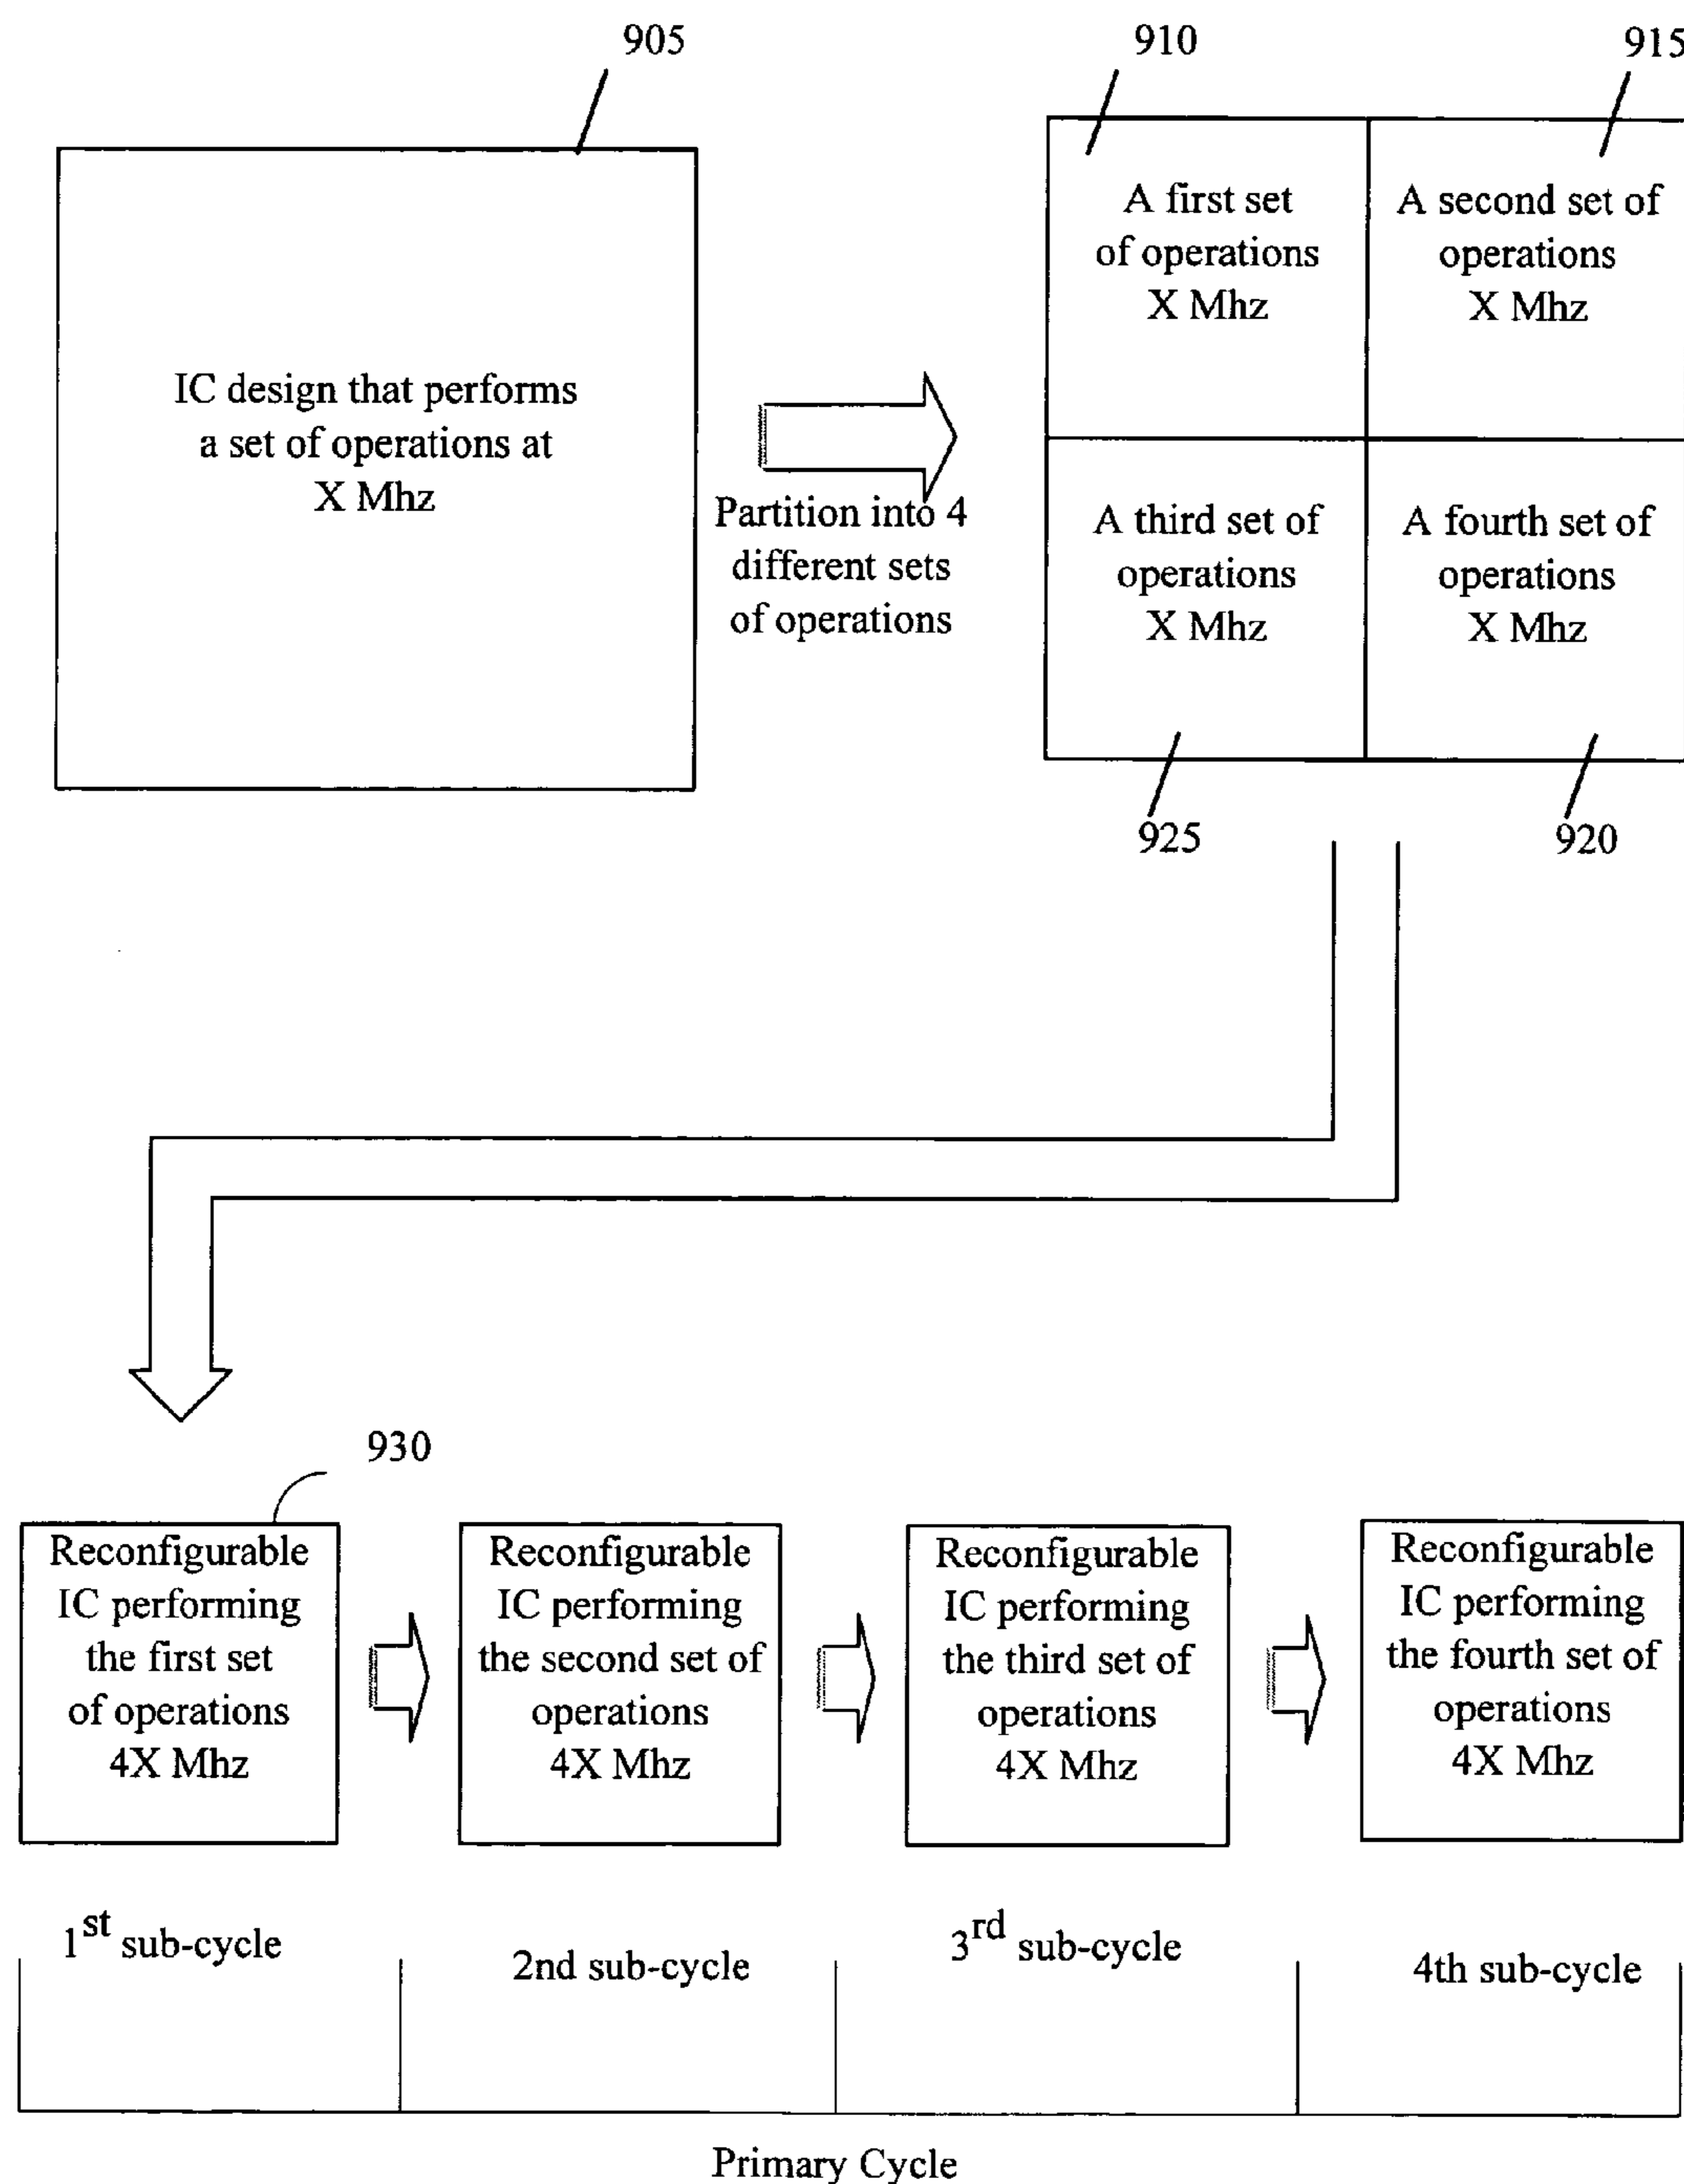 905
910
915
IC design that performs
a set of operations at
X Mhz
Partition into 4
different sets
of operations
A first set
of operations
X Mhz
A second set of
operations
X Mhz
A third set of
operations
X Mhz
A fourth set of
operations
X Mhz
925
920
930
Reconfigurable
IC performing
the first set
of operations
4X Mhz
Reconfigurable
IC performing
the second set of
operations
4X Mhz
Reconfigurable
IC performing
the third set of
operations
4X Mhz
Reconfigurable
IC performing
the fourth set of
operations
4X Mhz
1st sub-cycle
2nd sub-cycle
3rd sub-cycle
4th sub-cycle
Primary Cycle